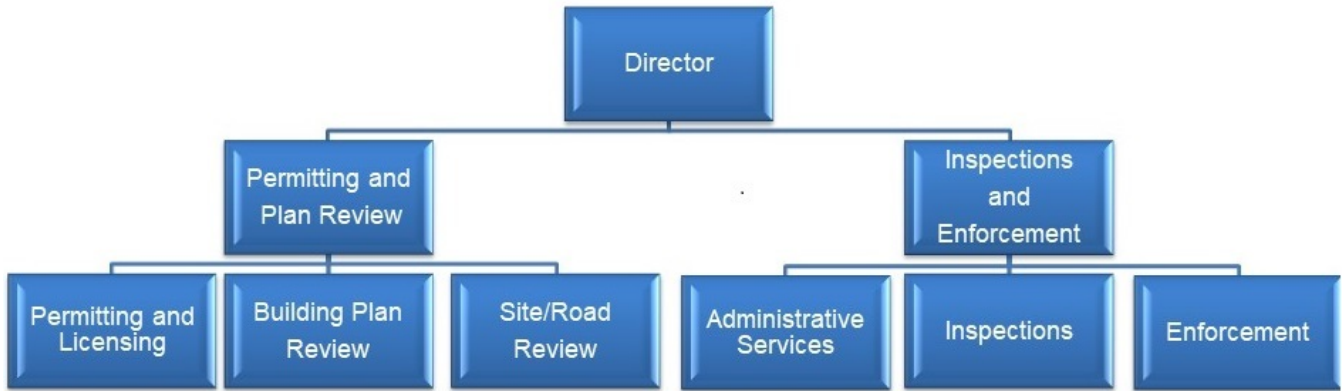 Director
Permitting and
Plan Review
Inspections
and
Enforcement
Permitting and
Licensing
Building Plan
Review
Site/Road
Review
Administrative
Services
Inspections
Enforcement